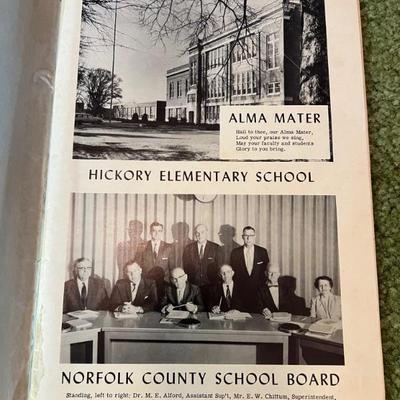 ALMA MATER
Hail to thee, our Alma Mater,
Loud your praise we sing,
May your faculty and students
Glory to you bring.
HICKORY ELEMENTARY SCHOOL
NORFOLK COUNTY SCHOOL BOARD
Standing, left to right: Dr. M. E. Alford, Assistant Sup't, Mr. E. W. Chittum, Superintendent,